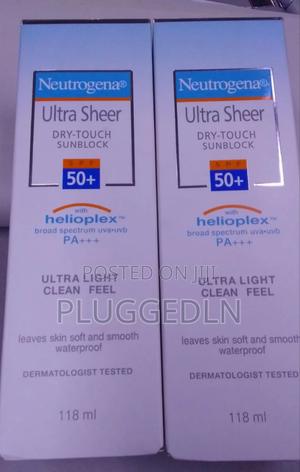 Neutrogena®
Ultra Sheer
DRY-TOUCH
SUNBLOCK
SPF
50+
with
helioplex™
broad spectrum uva•uvb
PA+++
ULTRA LIGHT
CLEAN FEEL
leaves skin soft and smooth
waterproof
DERMATOLOGIST TESTED
118 ml
Neutrogena®
Ultra Sheer
DRY-TOUCH
SUNBLOCK
SPF
50+
with
helioplex™
broad spectrum uva•uvb
PA+++
ULTRA LIGHT
CLEAN FEEL
leaves skin soft and smooth
waterproof
DERMATOLOGIST TESTED
118 ml
POSTED ON JIJI
PLUGGEDLN